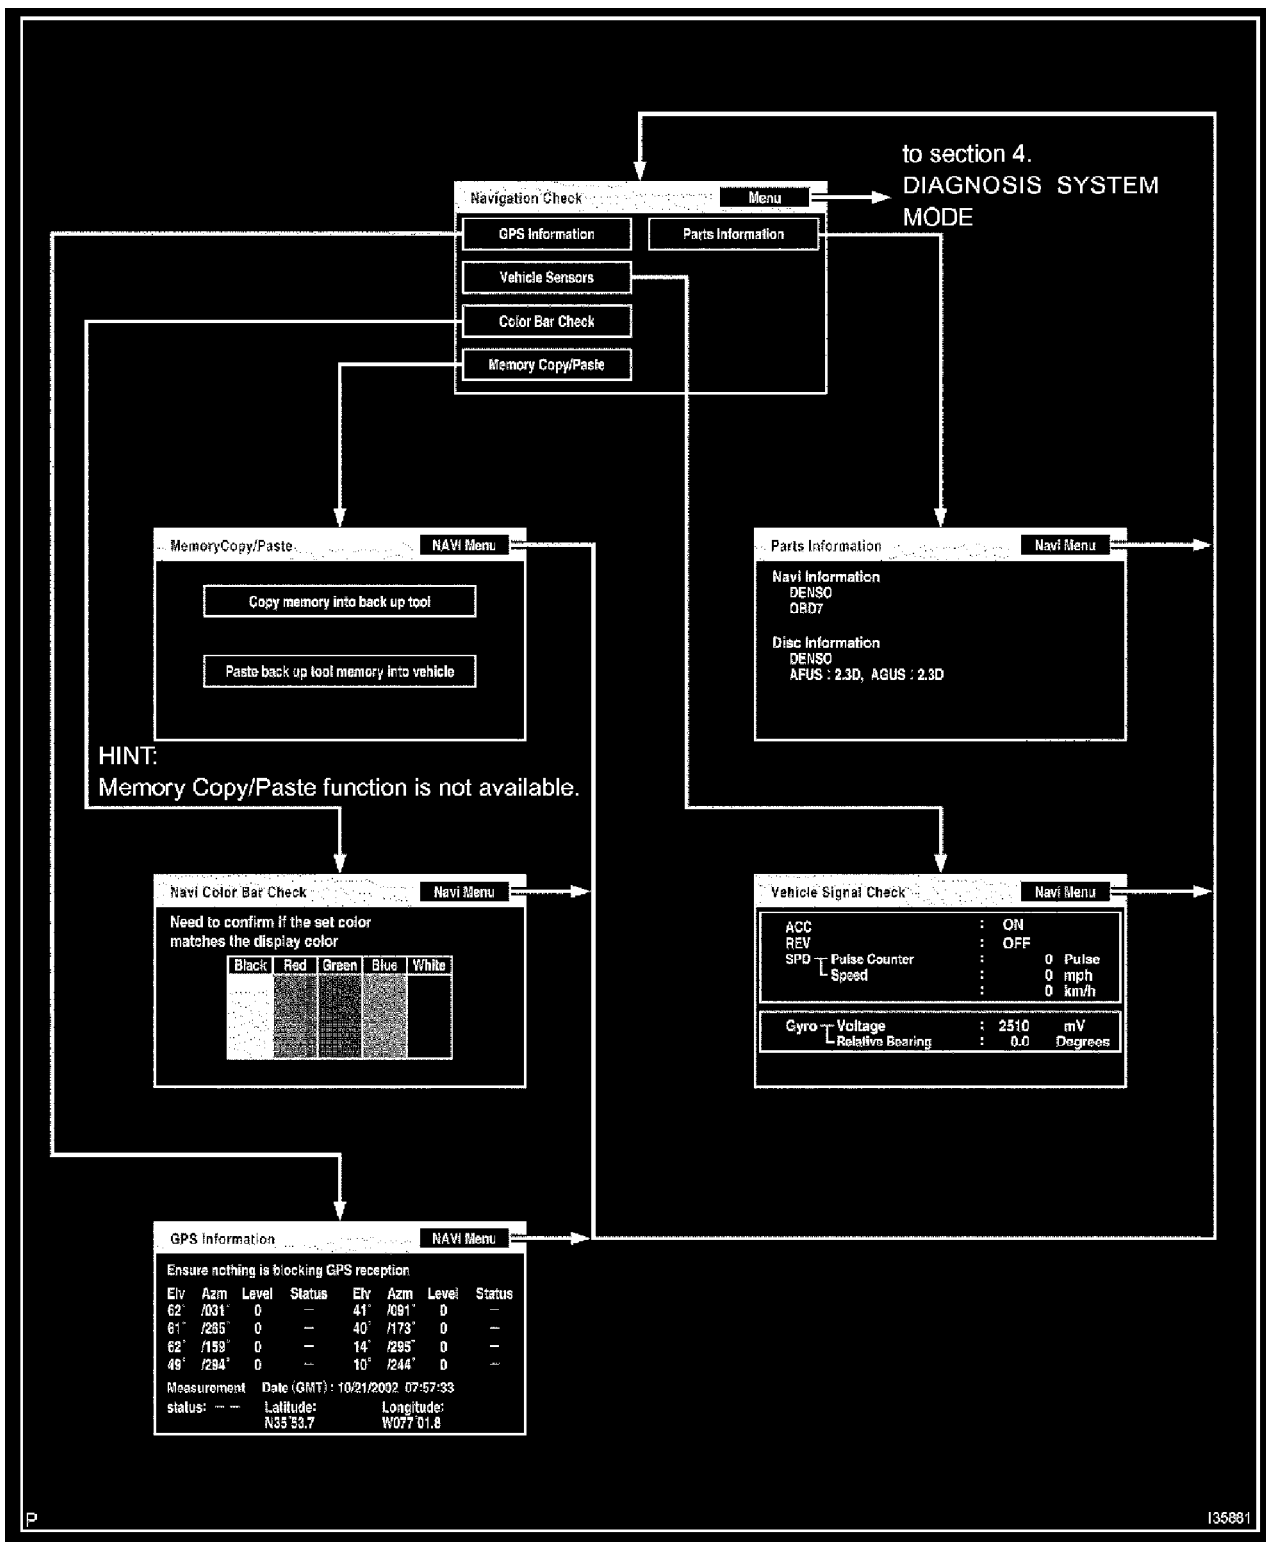 to section 4.
DIAGNOSIS SYSTEM
MODE
Navigation Check Menu
GPS Information Parts Information
Vehicle Sensors
Color Bar Check
Memory Copy/Paste
MemoryCopy/Paste NAVI Menu
Copy memory into back up tool
Paste back up tool memory into vehicle
HINT:
Memory Copy/Paste function is not available.
Parts Information Navi Menu
Navi Information
DENSO
OBD7
Disc Information
DENSO
AFUS : 2.3D, AGUS : 2.3D
Navi Color Bar Check Navi Menu
Need to confirm if the set color
matches the display color
Black Red Green Blue White
Vehicle Signal Check Navi Menu
ACC : ON
REV : OFF
SPD Pulse Counter : 0 Pulse
Speed : 0 mph
: 0 km/h
Gyro Voltage : 2510 mV
Relative Bearing : 0.0 Degrees
GPS Information NAVI Menu
Ensure nothing is blocking GPS reception
Elv Azm Level Status Elv Azm Level Status
62° /031° 0 — 41° /091° 0 —
61° /265° 0 — 40° /173° 0 —
62° /159° 0 — 14° /295° 0 —
49° /284° 0 — 10° /244° 0 —
Measurement Date (GMT) : 10/21/2002 07:57:33
status: — — Latitude: Longitude:
N35°53.7 W077°01.8
P I35881